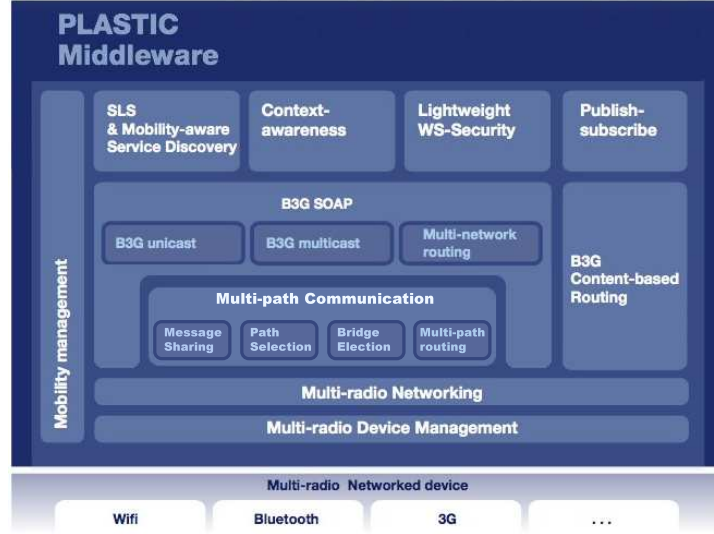 PLASTIC
Middleware
SLS
& Mobility-aware
Service Discovery
Context-
awareness
Lightweight
WS-Security
Publish-
subscribe
Mobility management
B3G SOAP
B3G unicast
B3G multicast
Multi-network
routing
B3G
Content-based
Routing
Multi-path Communication
Message
Sharing
Path
Selection
Bridge
Election
Multi-path
routing
Multi-radio Networking
Multi-radio Device Management
Multi-radio Networked device
Wifi
Bluetooth
3G
...